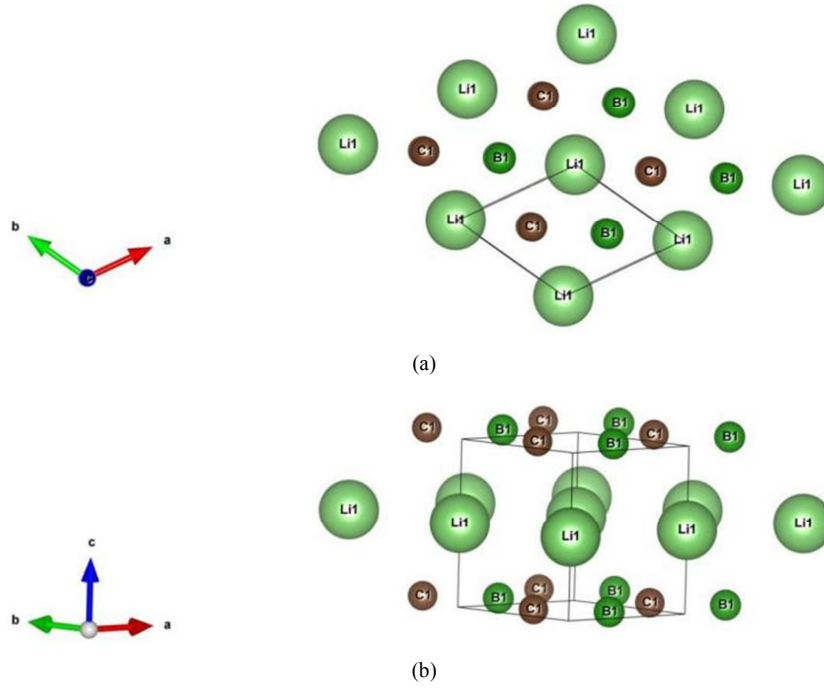 Li1
Li1 C1 B1 Li1
Li1 C1 B1 Li1 C1 B1 Li1
b a Li1 C1 B1 Li1
c Li1
(a)
C1 B1 C1 C1 B1 B1 C1 B1
Li1 Li1 Li1 Li1 Li1
c
b a C1 B1 C1 C1 B1 B1 C1 B1
(b)